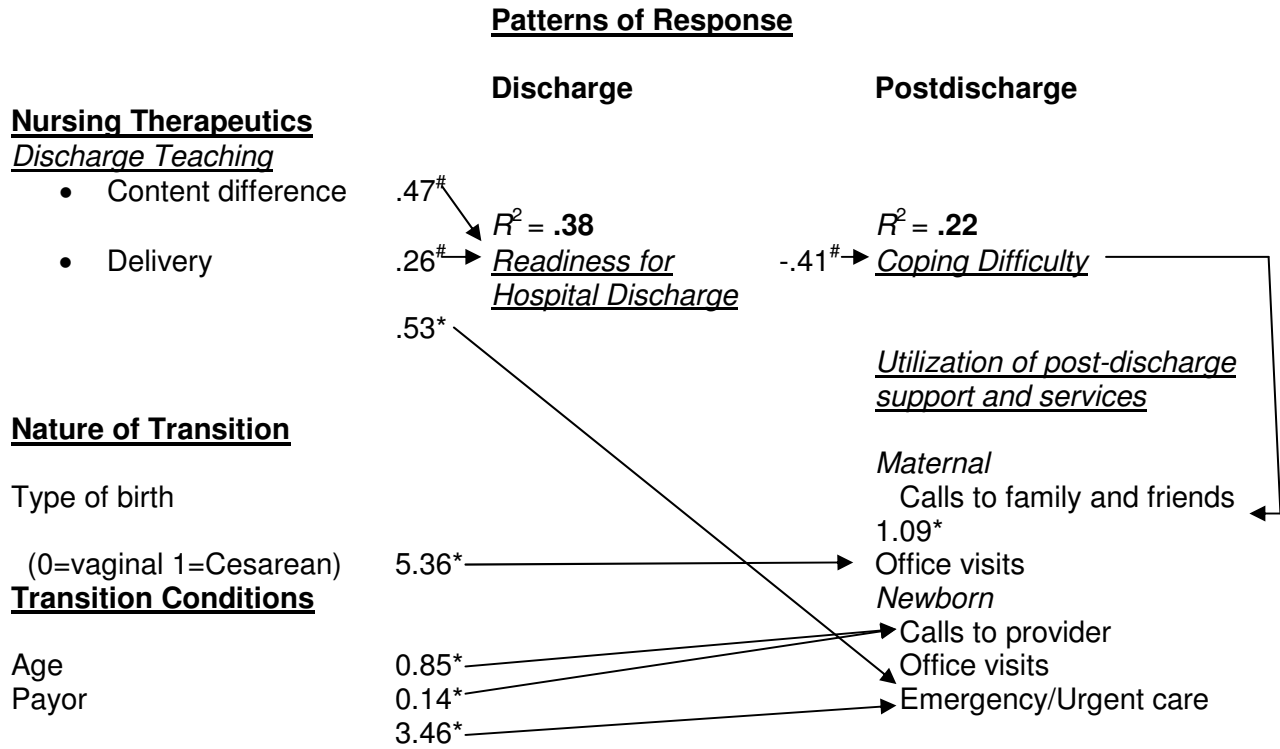 Patterns of Response
Discharge Postdischarge
Nursing Therapeutics
Discharge Teaching
• Content difference .47#
R² = .38 R² = .22
• Delivery .26# Readiness for -.41# Coping Difficulty
Hospital Discharge
.53*
Utilization of post-discharge
support and services
Nature of Transition
Maternal
Type of birth Calls to family and friends
1.09*
(0=vaginal 1=Cesarean) 5.36* Office visits
Transition Conditions Newborn
Calls to provider
Age 0.85* Office visits
Payor 0.14* Emergency/Urgent care
3.46*